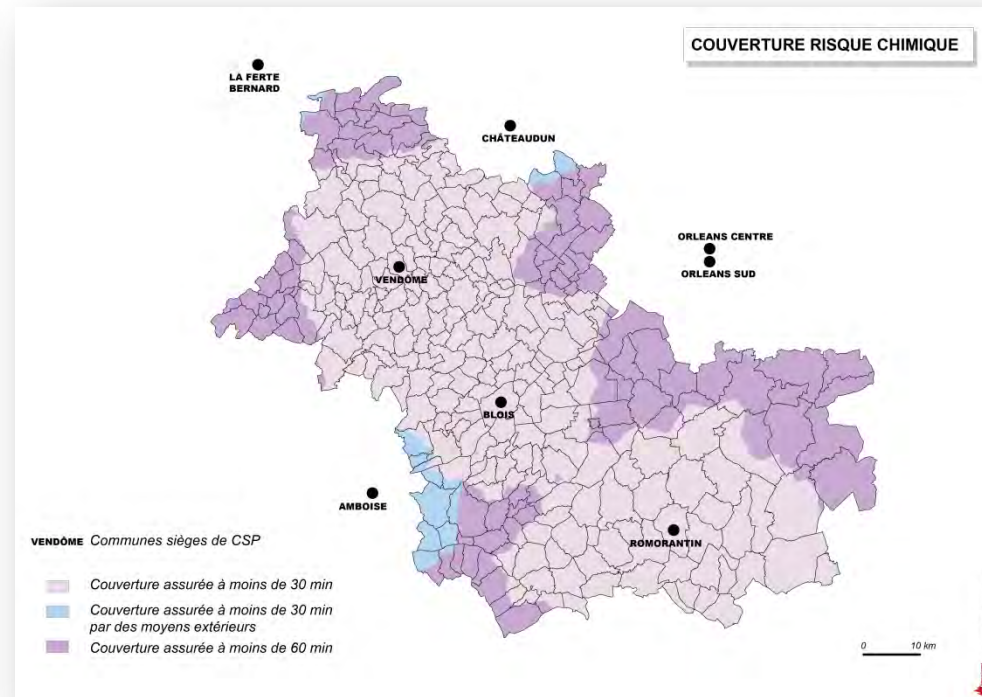 COUVERTURE RISQUE CHIMIQUE
LA FERTE
BERNARD
CHÂTEAUDUN
ORLEANS CENTRE
ORLEANS SUD
VENDÔME
BLOIS
AMBOISE
ROMORANTIN
VENDÔME Communes sièges de CSP
Couverture assurée à moins de 30 min
Couverture assurée à moins de 30 min
par des moyens extérieurs
Couverture assurée à moins de 60 min
0 10 km